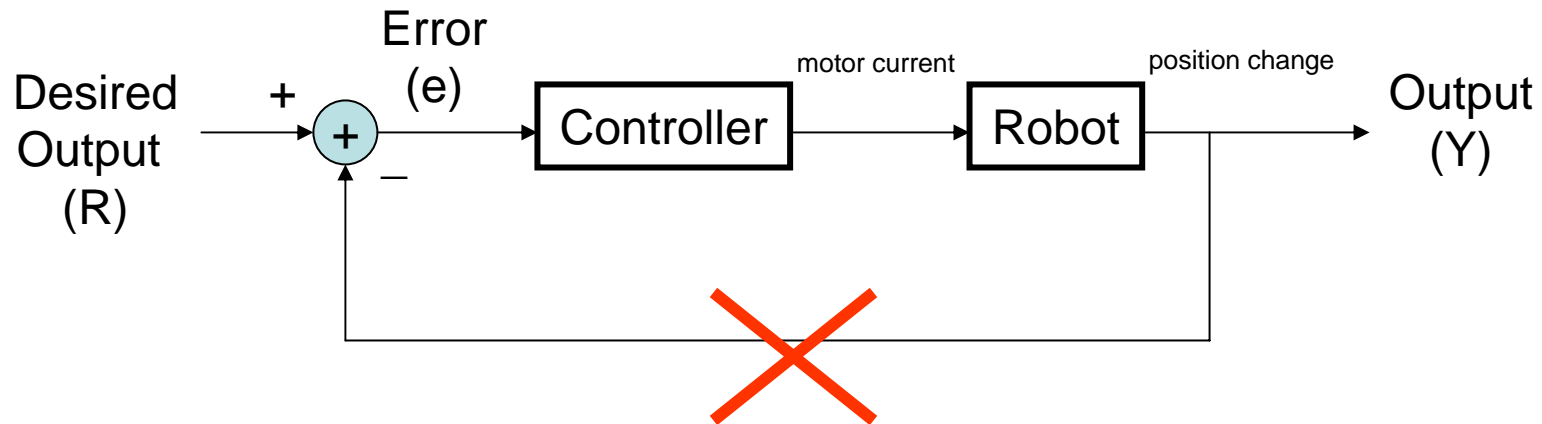 Desired
Output
(R)
+
+
–
Error
(e)
Controller
motor current
Robot
position change
Output
(Y)